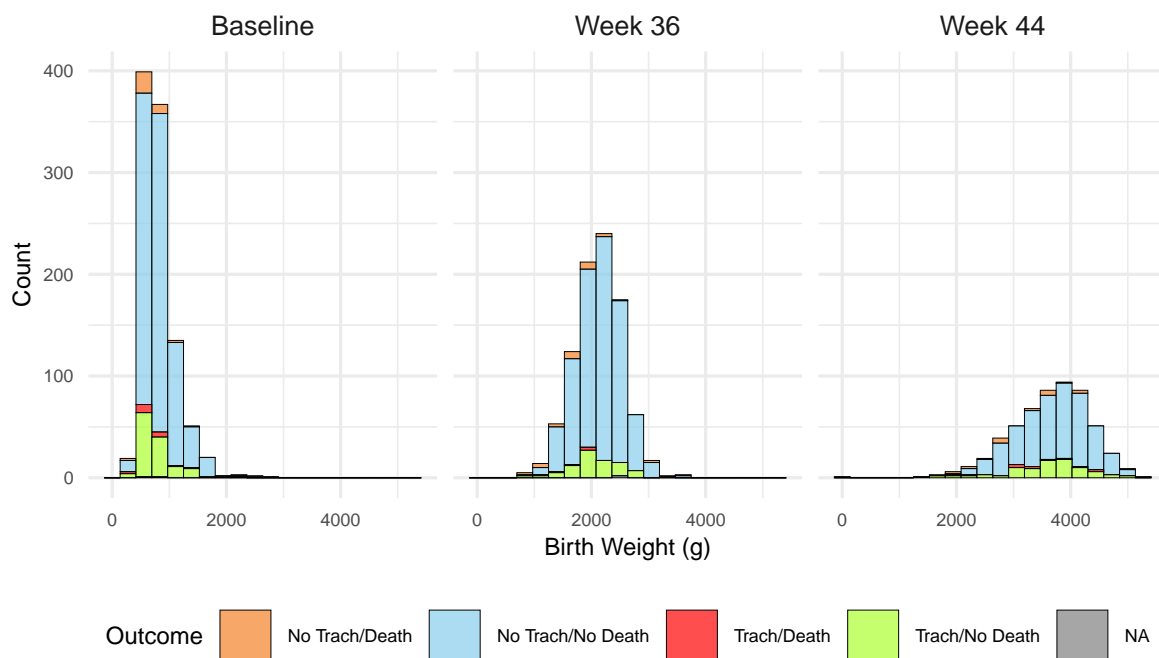 Baseline Week 36 Week 44
400
300
200
100
0
Count
0 2000 4000 0 2000 4000 0 2000 4000
Birth Weight (g)
Outcome No Trach/Death No Trach/No Death Trach/Death Trach/No Death NA